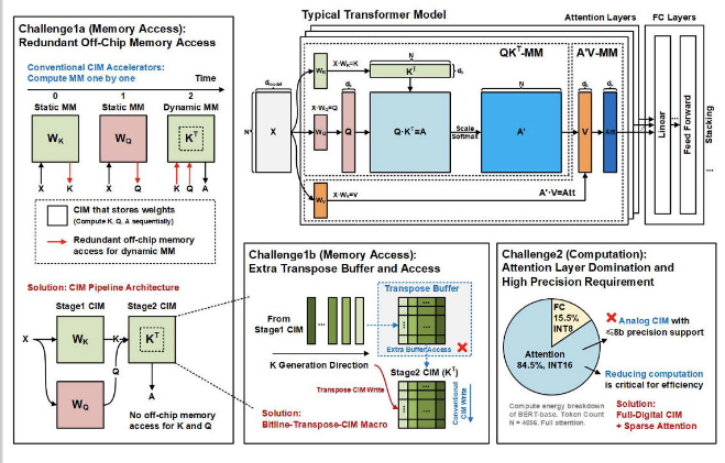 Challenge1a (Memory Access):
Redundant Off-Chip Memory
Access
Conventional CIM Accelerators:
Compute MM one by one
Time
0 1 2
Static MM Static MM Dynamic MM
W_K W_Q K^T
X K X Q K Q A
CIM that stores weights
(Compute K, Q, A sequentially)
Redundant off-chip memory
access for dynamic MM
Solution: CIM Pipeline Architecture
Stage1 CIM Stage2 CIM
X W_K K K^T
Q
W_Q A
No off-chip memory
access for K and Q
Typical Transformer Model
Attention Layers FC Layers
QK^T-MM A'V-MM
X·W_K=K
N
W_K K^T d_k
d_model
X·W_Q=Q
N X W_Q Q Q·K^T=A Scale
Softmax A' V Att
X·W_V=V
W_V A'·V=Att
Linear
Feed Forward
Stacking
Challenge1b (Memory Access):
Extra Transpose Buffer and Access
Transpose Buffer
From
Stage1 CIM
Extra Buffer Access
K Generation Direction
Stage2 CIM (K^T)
Transpose CIM Write
Conventional
CIM Write
Solution:
Bitline-Transpose-CIM Macro
Challenge2 (Computation):
Attention Layer Domination and
High Precision Requirement
FC
15.5%
INT8
Attention
84.5%, INT16
Analog CIM with
≤8b precision support
Reducing computation
is critical for efficiency
Compute energy breakdown
of BERT-base. Token Count
N = 4096. Full attention.
Solution:
Full-Digital CIM
+ Sparse Attention